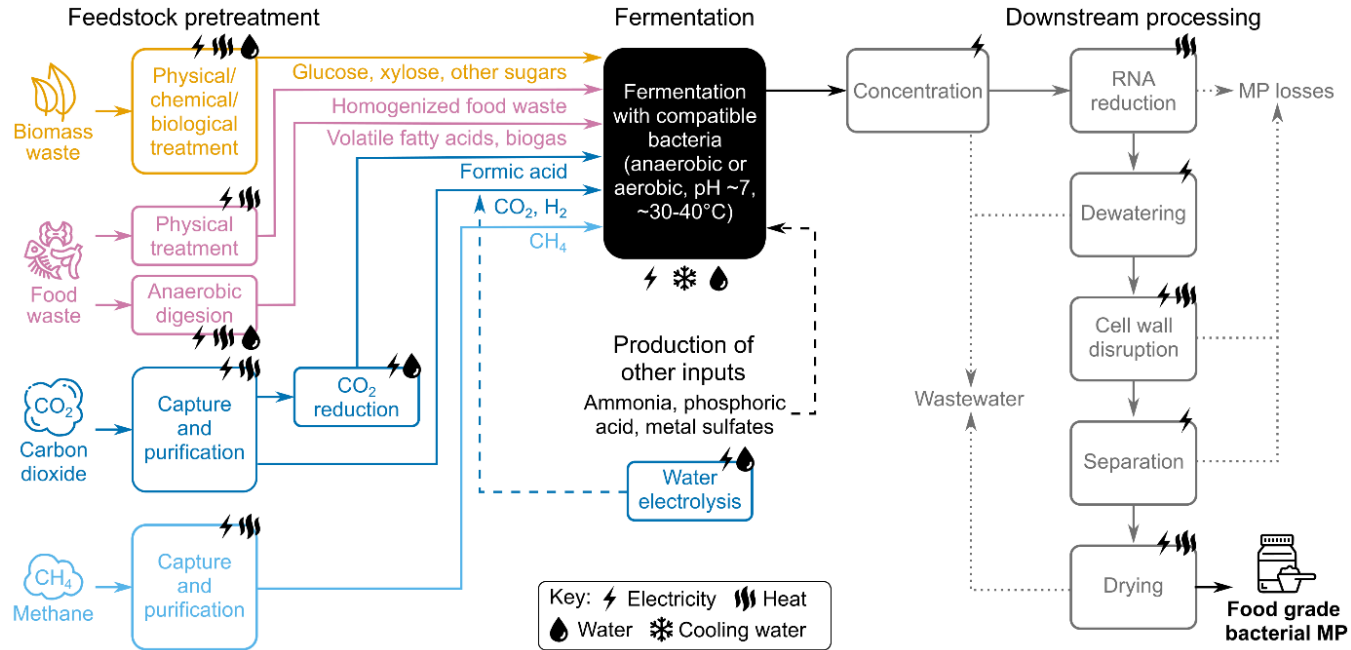 Feedstock pretreatment
Fermentation
Downstream processing
Biomass
waste
Physical/
chemical/
biological
treatment
Glucose, xylose, other sugars
Homogenized food waste
Volatile fatty acids, biogas
Formic acid
CO₂, H₂
CH₄
Food
waste
Physical
treatment
Anaerobic
digesion
CO₂
Carbon
dioxide
Capture
and
purification
CO₂
reduction
CH₄
Methane
Capture
and
purification
Fermentation
with compatible
bacteria
(anaerobic or
aerobic, pH ~7,
~30-40°C)
Production of
other inputs
Ammonia, phosphoric
acid, metal sulfates
Water
electrolysis
Concentration
RNA
reduction
MP losses
Dewatering
Cell wall
disruption
Wastewater
Separation
Drying
Food grade
bacterial MP
Key: Electricity Heat
Water Cooling water